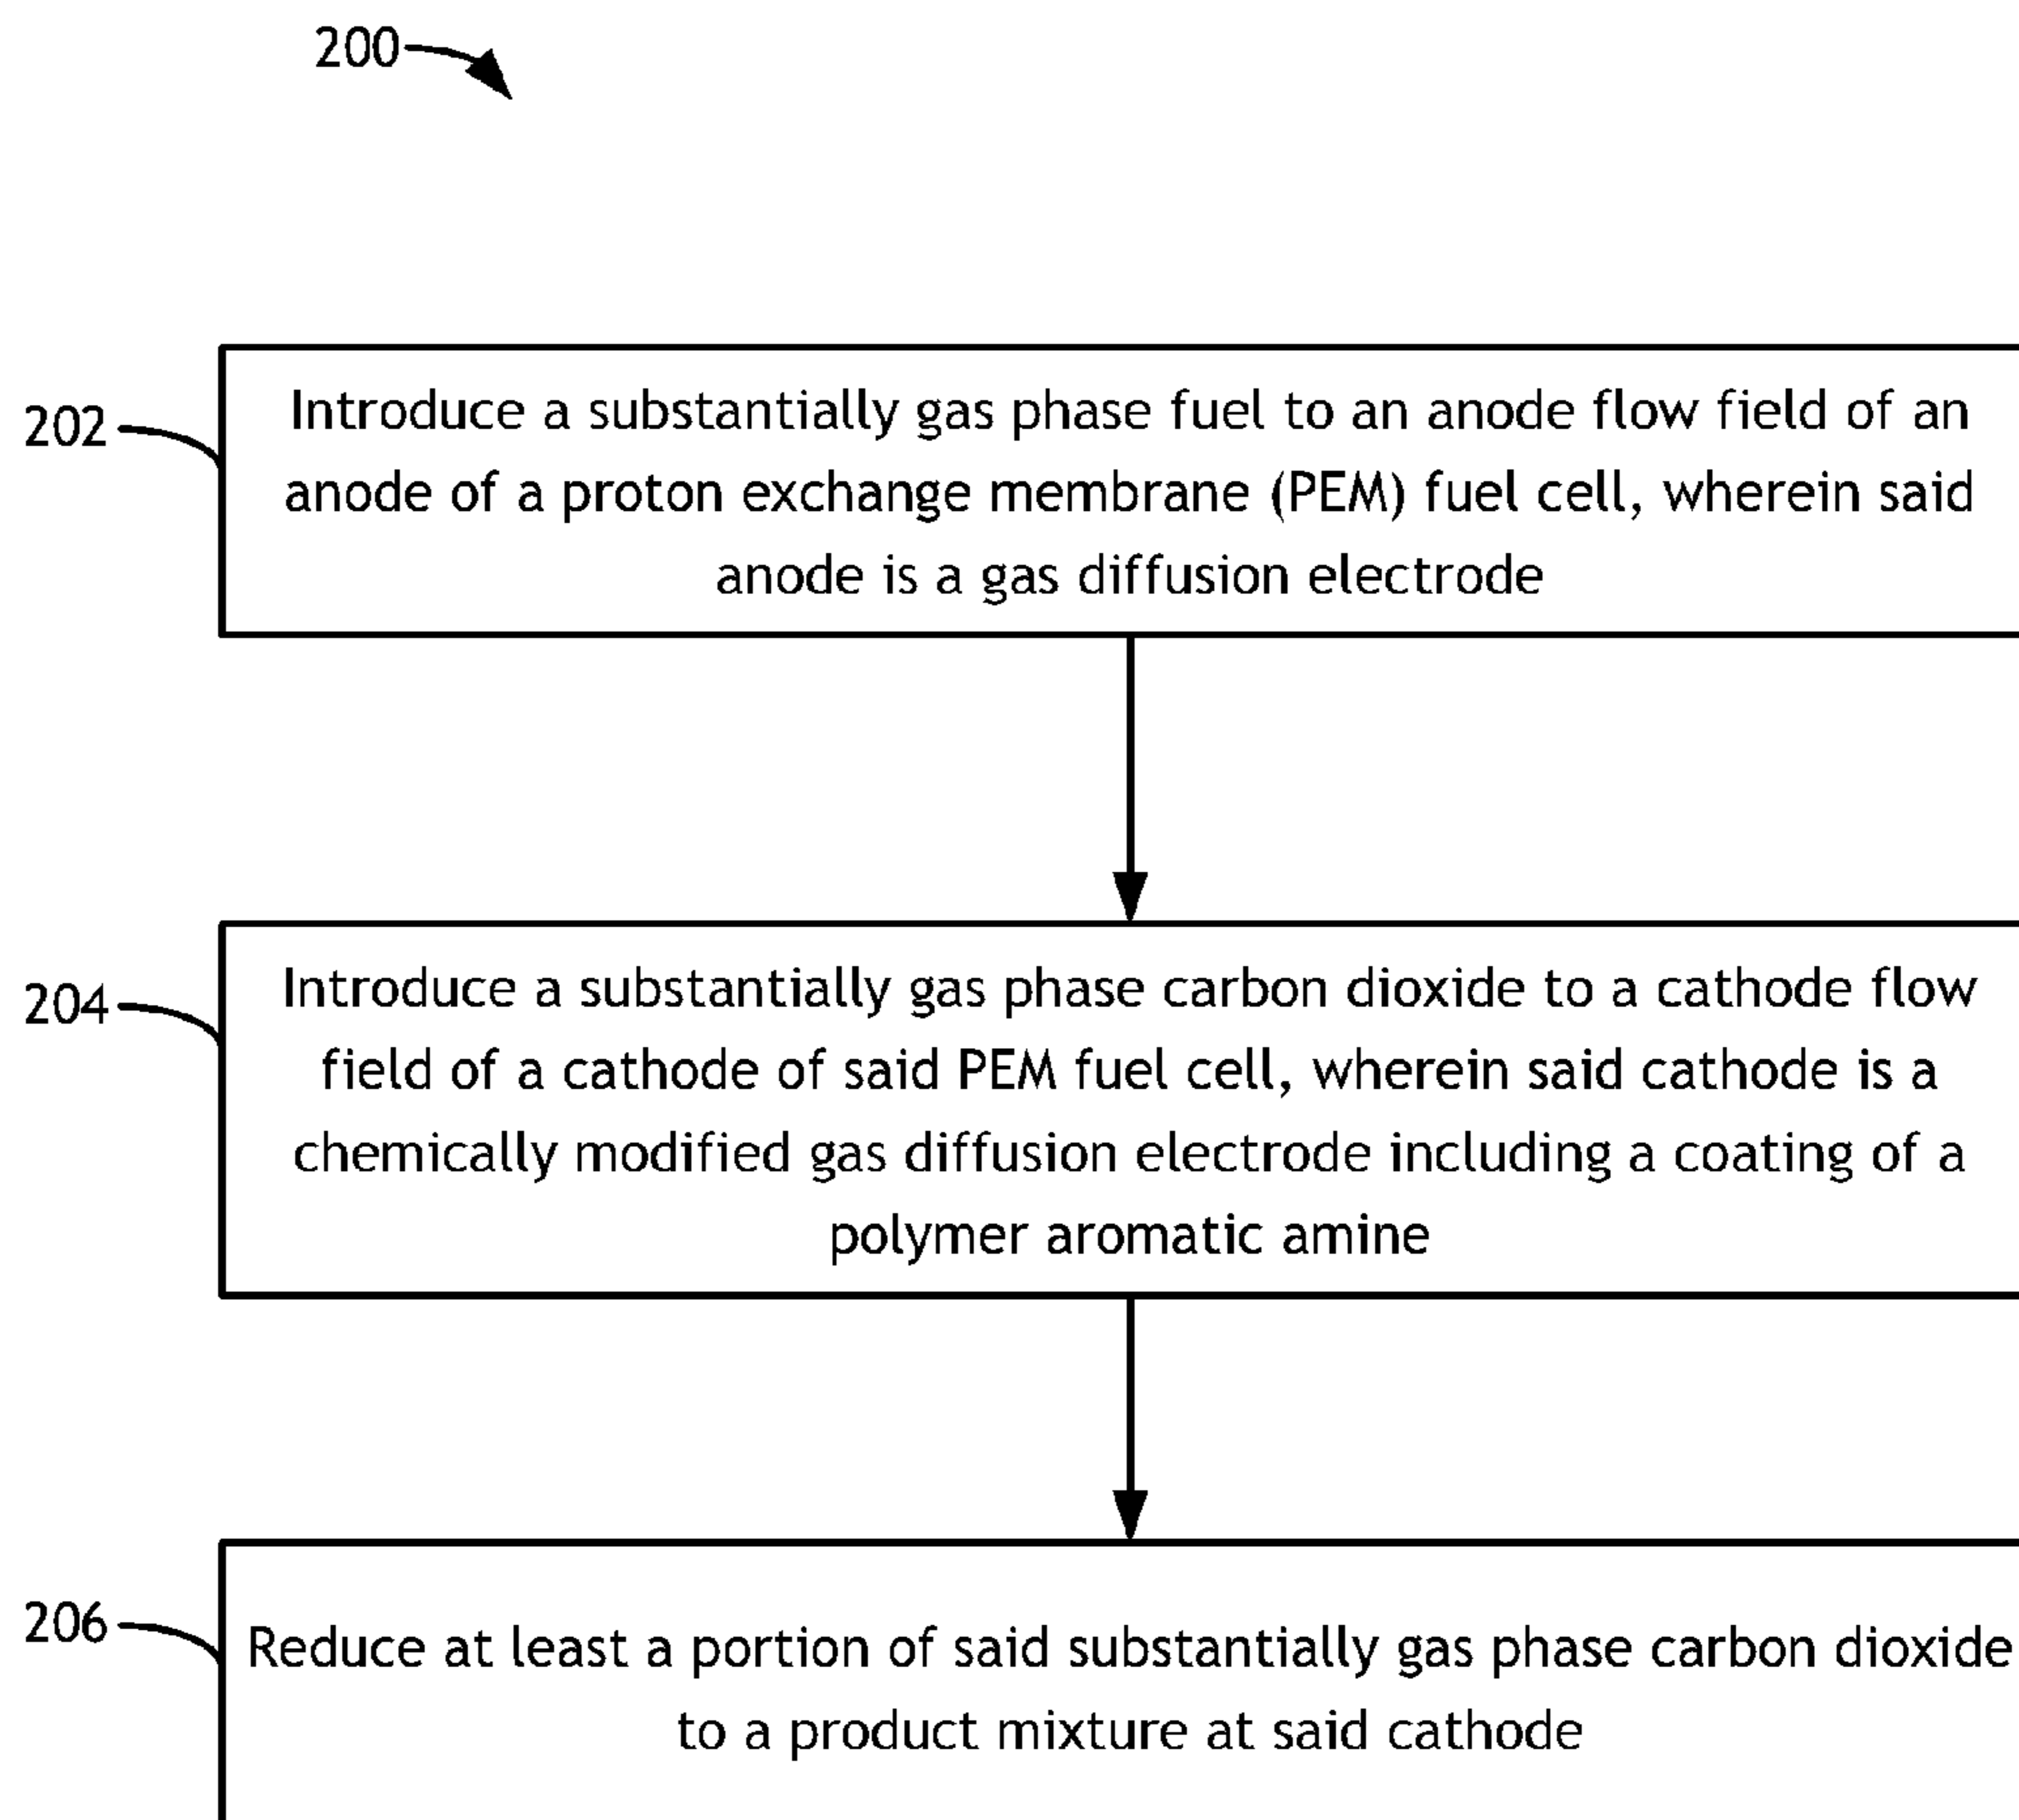 200
202
Introduce a substantially gas phase fuel to an anode flow field of an
anode of a proton exchange membrane (PEM) fuel cell, wherein said
anode is a gas diffusion electrode
204
Introduce a substantially gas phase carbon dioxide to a cathode flow
field of a cathode of said PEM fuel cell, wherein said cathode is a
chemically modified gas diffusion electrode including a coating of a
polymer aromatic amine
206
Reduce at least a portion of said substantially gas phase carbon dioxide
to a product mixture at said cathode